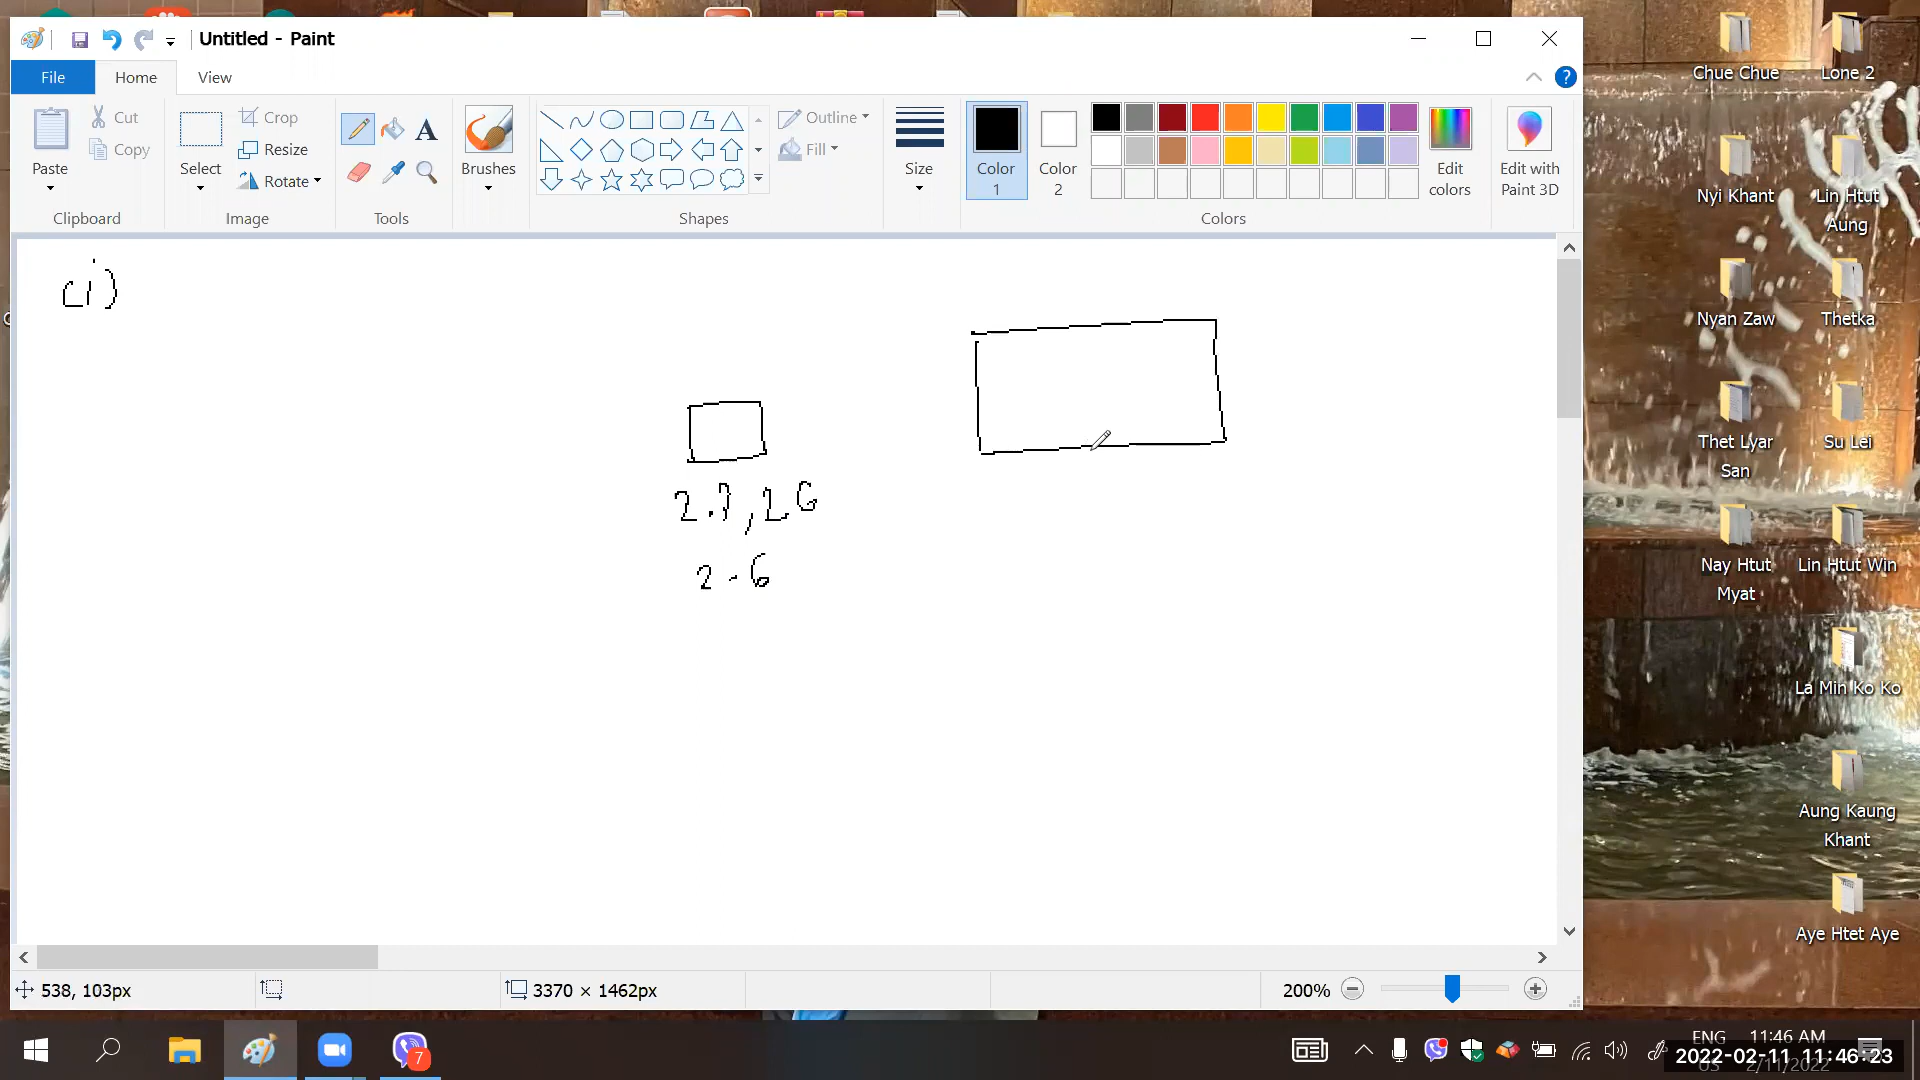 Untitled - Paint
File Home View
Paste
Cut
Copy
Clipboard
Select
Crop
Resize
Rotate
Image
Tools
Brushes
Shapes
Outline
Fill
Size
Color 1
Color 2
Colors
Edit colors
Edit with Paint 3D
(i)
2.3, 2.6
2-6
538, 103px
3370 × 1462px
200%
Chue Chue
Lone 2
Nyi Khant
Lin Htut Aung
Nyan Zaw
Thetka
Thet Lyar San
Su Lei
Nay Htut Myat
Lin Htut Win
La Min Ko Ko
Aung Kaung Khant
Aye Htet Aye
7
ENG
11:46 AM
2022-02-11 11:46:23